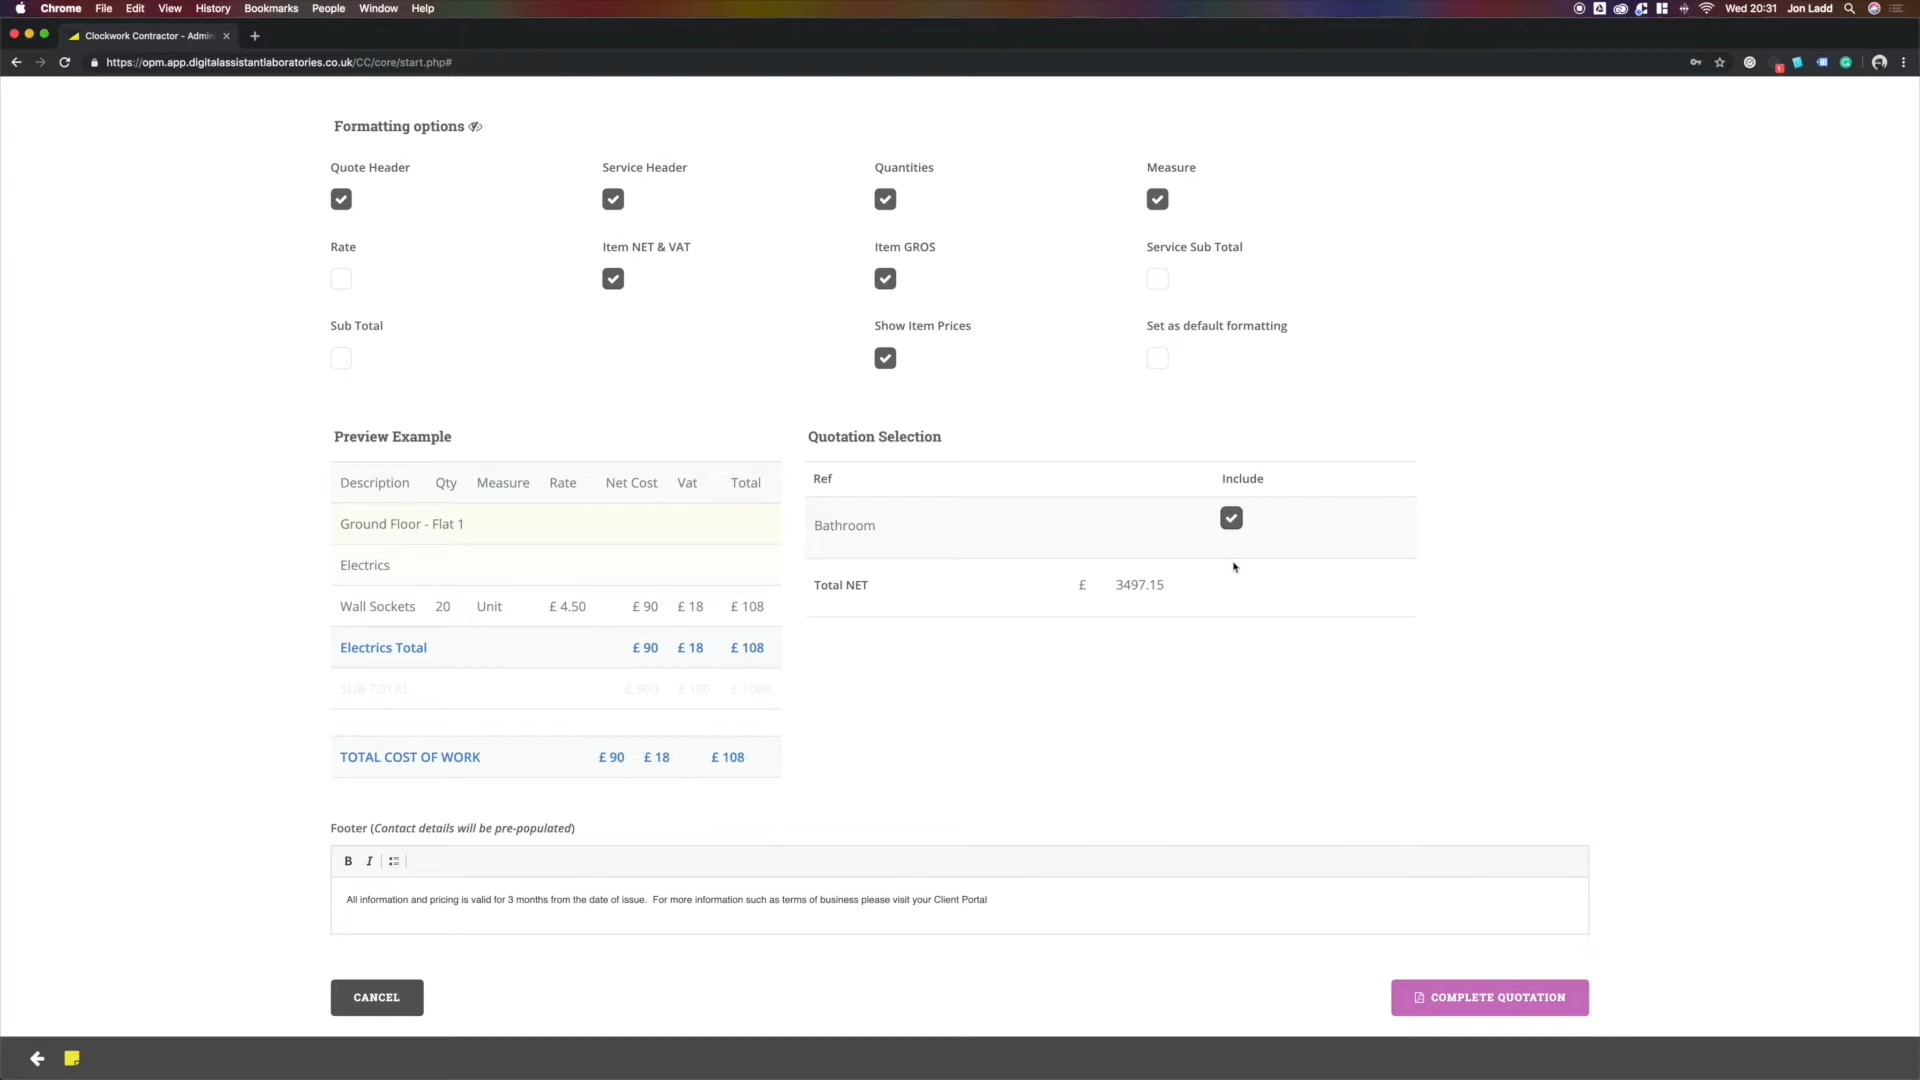 Chrome File Edit View History Bookmarks People Window Help Wed 20:31 Jon Ladd
Clockwork Contractor - Admin
https://opm.app.digitalassistantlaboratories.co.uk/CC/core/start.php#
Formatting options
Quote Header Service Header Quantities Measure
Rate Item NET & VAT Item GROS Service Sub Total
Sub Total Show Item Prices Set as default formatting
Preview Example Quotation Selection
Description Qty Measure Rate Net Cost Vat Total
Ref Include
Ground Floor - Flat 1
Bathroom
Electrics
Total NET £ 3497.15
Wall Sockets 20 Unit £ 4.50 £ 90 £ 18 £ 108
Electrics Total £ 90 £ 18 £ 108
SUB TOTAL £ 900 £ 180 £ 1080
TOTAL COST OF WORK £ 90 £ 18 £ 108
Footer (Contact details will be pre-populated)
B I
All information and pricing is valid for 3 months from the date of issue. For more information such as terms of business please visit your Client Portal
CANCEL COMPLETE QUOTATION